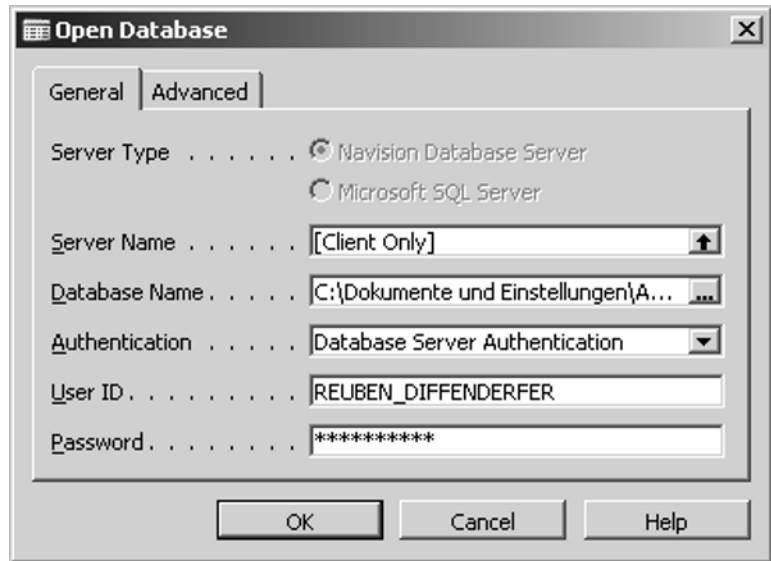 Open Database
General Advanced
Server Type . . . . . . Navision Database Server
Microsoft SQL Server
Server Name . . . . . . [Client Only]
Database Name . . . . . C:\Dokumente und Einstellungen\A... ...
Authentication . . . . . Database Server Authentication
User ID . . . . . . . . . REUBEN_DIFFENDERFER
Password . . . . . . . . **********
OK Cancel Help